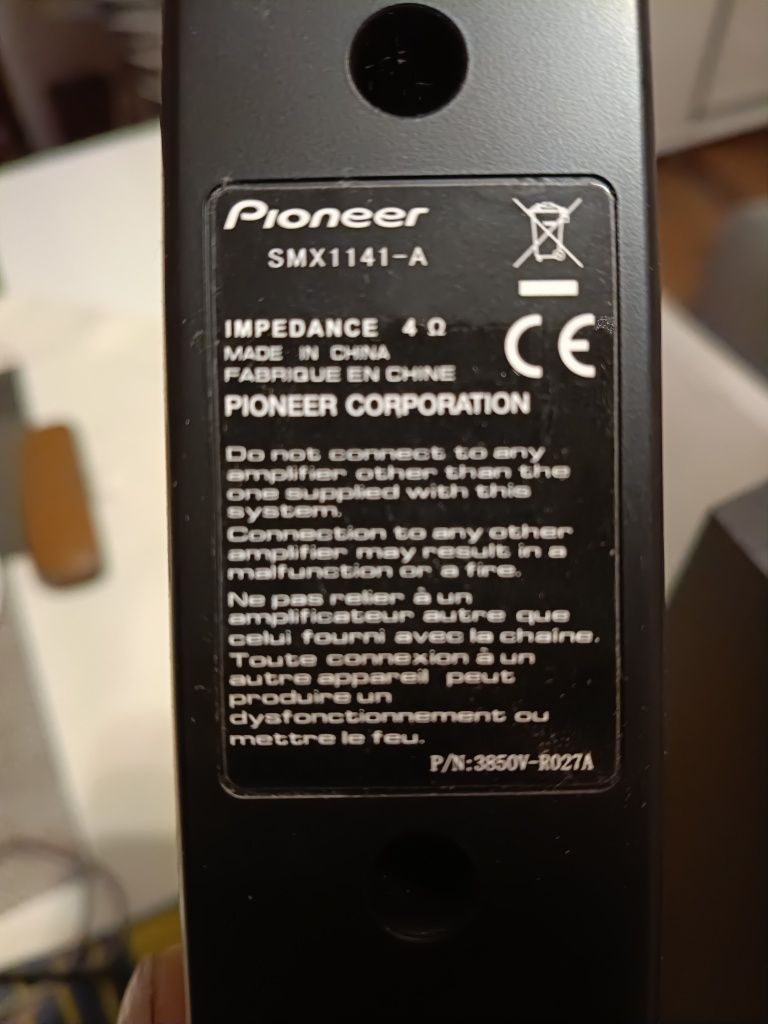 Pioneer
SMX1141-A
IMPEDANCE 4 Ω
MADE IN CHINA
FABRIQUE EN CHINE
CE
PIONEER CORPORATION
Do not connect to any
amplifier other than the
one supplied with this
system.
Connection to any other
amplifier may result in a
malfunction or a fire.
Ne pas relier à un
amplificateur autre que
celui fourni avec la chaîne.
Toute connexion à un
autre appareil peut
produire un
dysfonctionnement ou
mettre le feu.
P/N:3850V-R027A